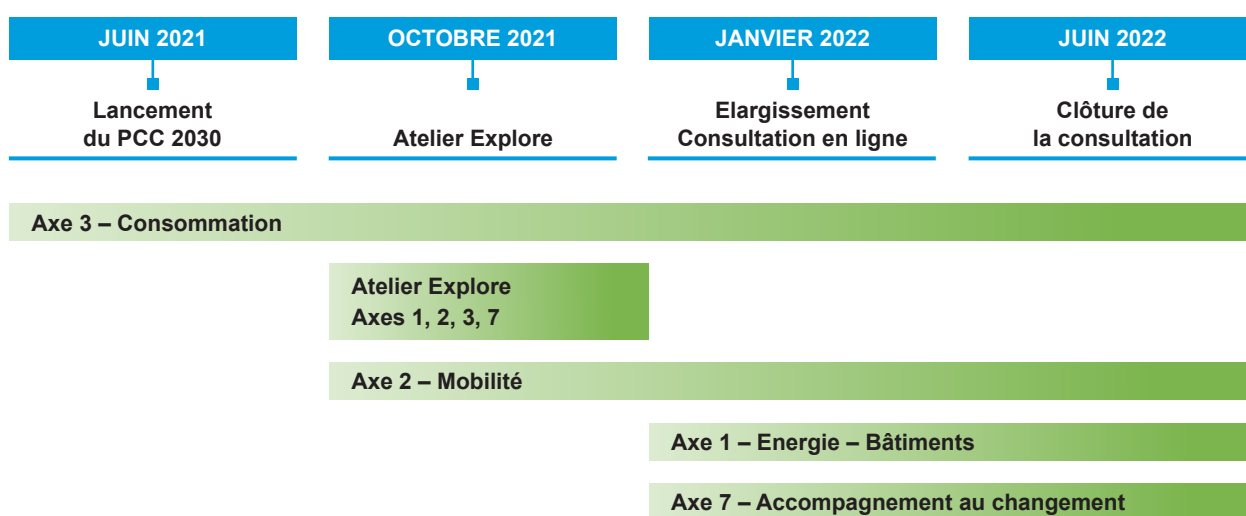 JUIN 2021
OCTOBRE 2021
JANVIER 2022
JUIN 2022
Lancement
du PCC 2030
Atelier Explore
Elargissement
Consultation en ligne
Clôture de
la consultation
Axe 3 – Consommation
Atelier Explore
Axes 1, 2, 3, 7
Axe 2 – Mobilité
Axe 1 – Energie – Bâtiments
Axe 7 – Accompagnement au changement